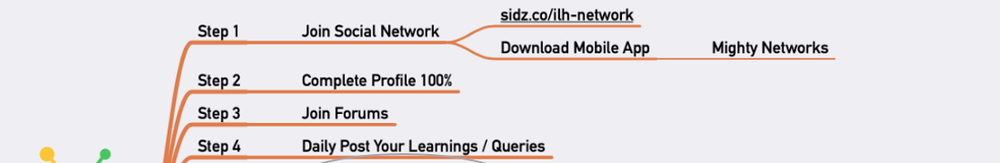 Step 1
Join Social Network
sidz.co/ilh-network
Download Mobile App
Mighty Networks
Step 2
Complete Profile 100%
Step 3
Join Forums
Step 4
Daily Post Your Learnings / Queries